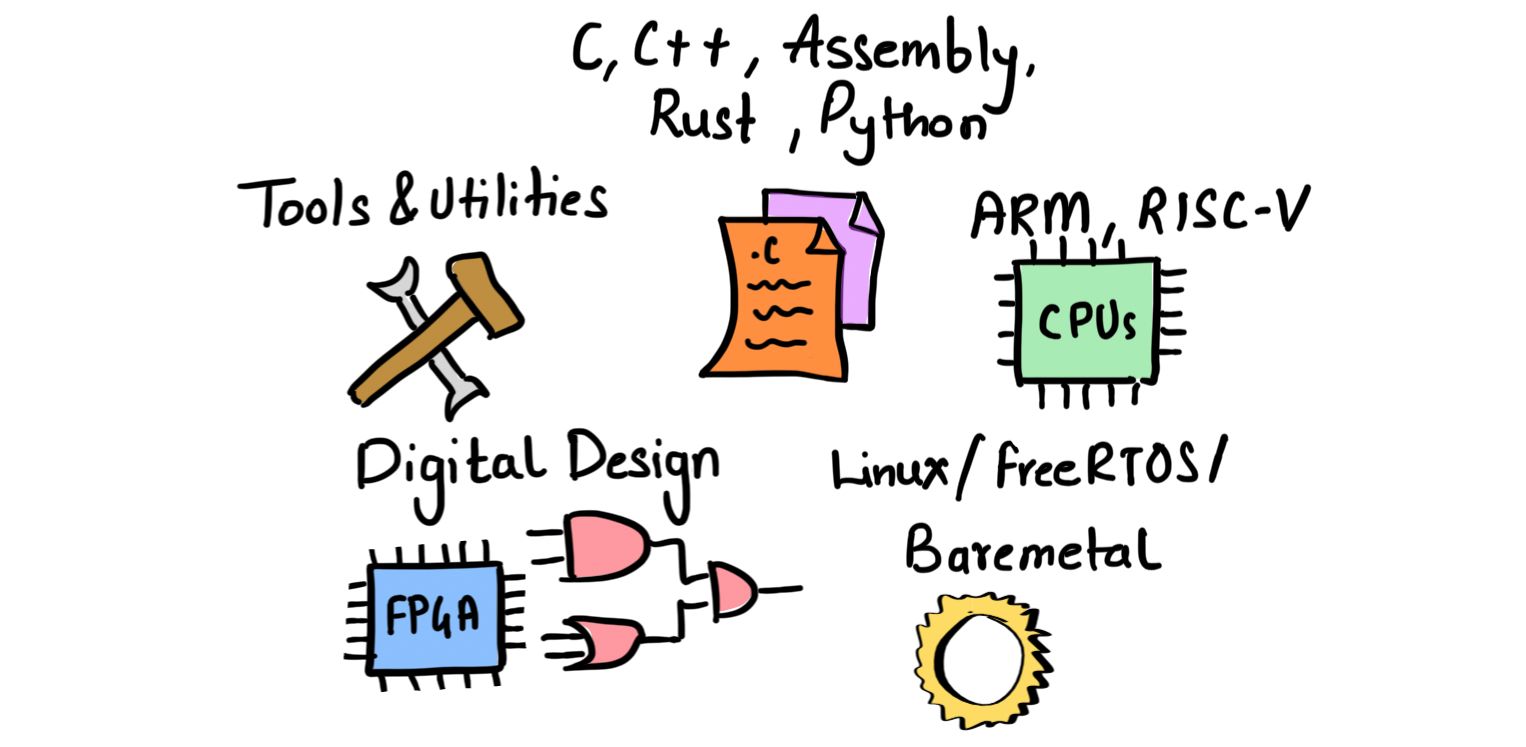 C, C++, Assembly,
Rust, Python
Tools & Utilities
.C
ARM, RISC-V
CPUs
Digital Design
FPGA
Linux/FreeRTOS/
Baremetal